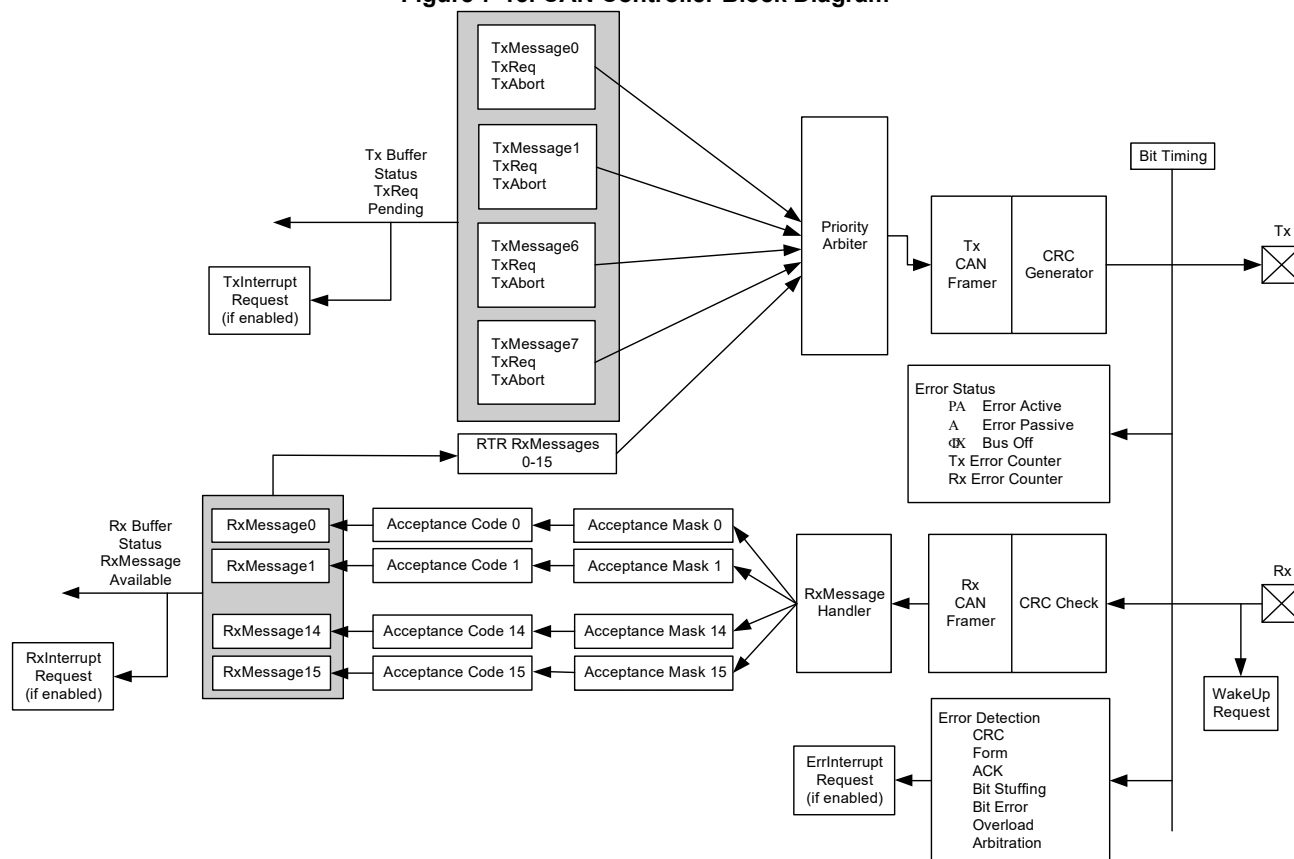 Figure 7-16. CAN Controller Block Diagram
TxMessage0
TxReq
TxAbort
TxMessage1
TxReq
TxAbort
TxMessage6
TxReq
TxAbort
TxMessage7
TxReq
TxAbort
Tx Buffer
Status
TxReq
Pending
TxInterrupt
Request
(if enabled)
Priority
Arbiter
Tx
CAN
Framer
CRC
Generator
Bit Timing
Tx
Error Status
PA Error Active
A Error Passive
Bus Off
Tx Error Counter
Rx Error Counter
RTR RxMessages
0-15
Rx Buffer
Status
RxMessage
Available
RxInterrupt
Request
(if enabled)
RxMessage0
Acceptance Code 0
Acceptance Mask 0
RxMessage1
Acceptance Code 1
Acceptance Mask 1
RxMessage14
Acceptance Code 14
Acceptance Mask 14
RxMessage15
Acceptance Code 15
Acceptance Mask 15
RxMessage
Handler
Rx
CAN
Framer
CRC Check
Rx
WakeUp
Request
ErrInterrupt
Request
(if enabled)
Error Detection
CRC
Form
ACK
Bit Stuffing
Bit Error
Overload
Arbitration